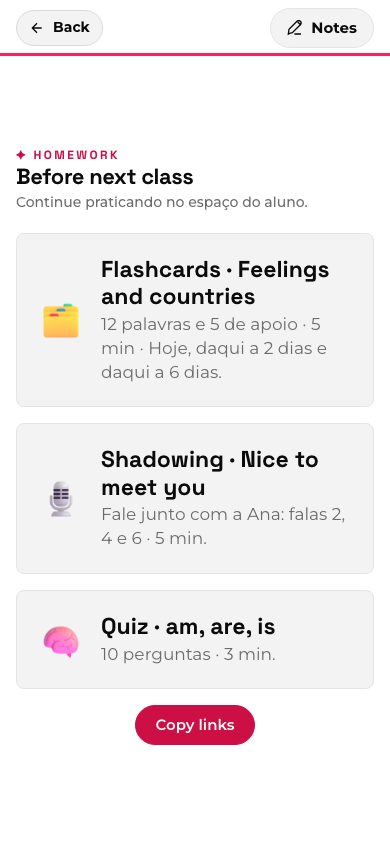 Back
Notes
HOMEWORK
Before next class
Continue praticando no espaço do aluno.
Flashcards · Feelings
and countries
12 palavras e 5 de apoio · 5
min · Hoje, daqui a 2 dias e
daqui a 6 dias.
Shadowing · Nice to
meet you
Fale junto com a Ana: falas 2,
4 e 6 · 5 min.
Quiz · am, are, is
10 perguntas · 3 min.
Copy links